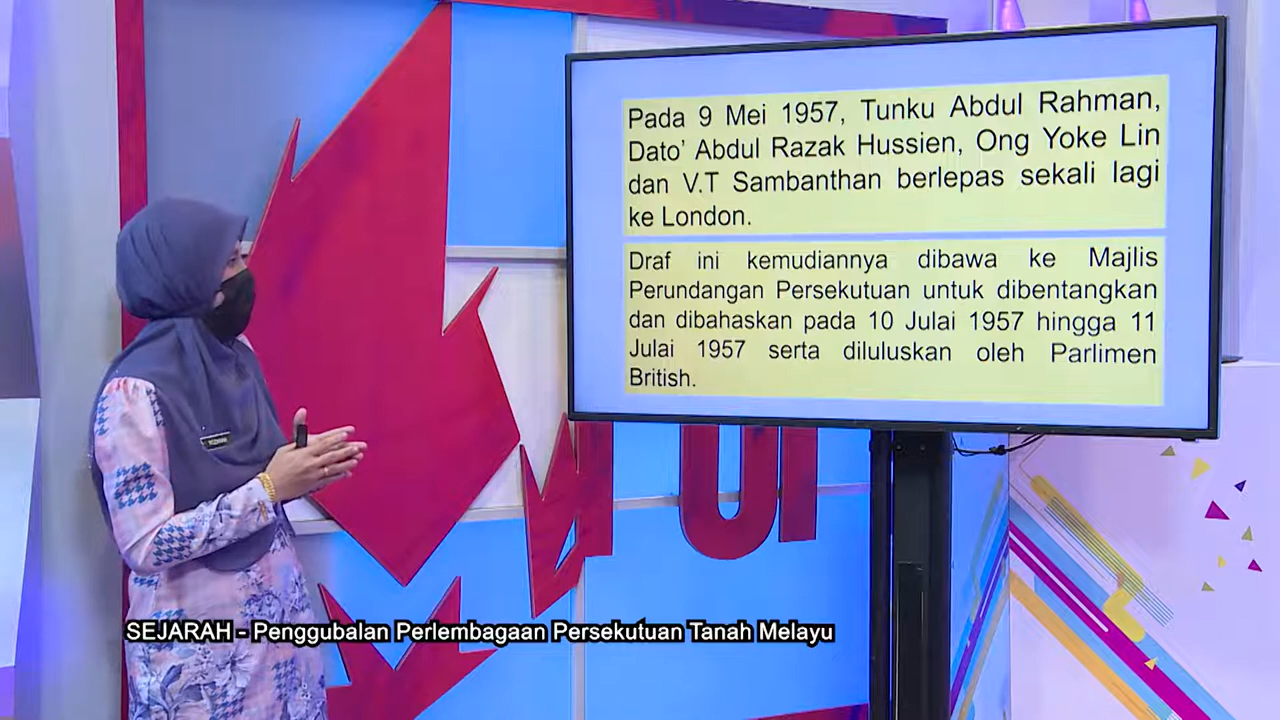 Pada 9 Mei 1957, Tunku Abdul Rahman,
Dato' Abdul Razak Hussien, Ong Yoke Lin
dan V.T Sambanthan berlepas sekali lagi
ke London.
Draf ini kemudiannya dibawa ke Majlis
Perundangan Persekutuan untuk dibentangkan
dan dibahaskan pada 10 Julai 1957 hingga 11
Julai 1957 serta diluluskan oleh Parlimen
British.
SEJARAH - Penggubalan Perlembagaan Persekutuan Tanah Melayu